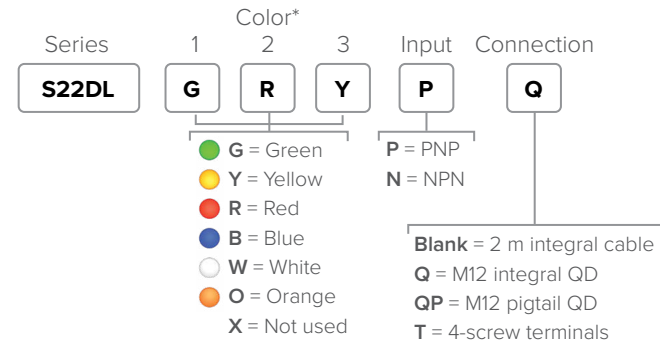 Color*
Series 1 2 3 Input Connection
S22DL G R Y P Q
G = Green
Y = Yellow
R = Red
B = Blue
W = White
O = Orange
X = Not used
P = PNP
N = NPN
Blank = 2 m integral cable
Q = M12 integral QD
QP = M12 pigtail QD
T = 4-screw terminals